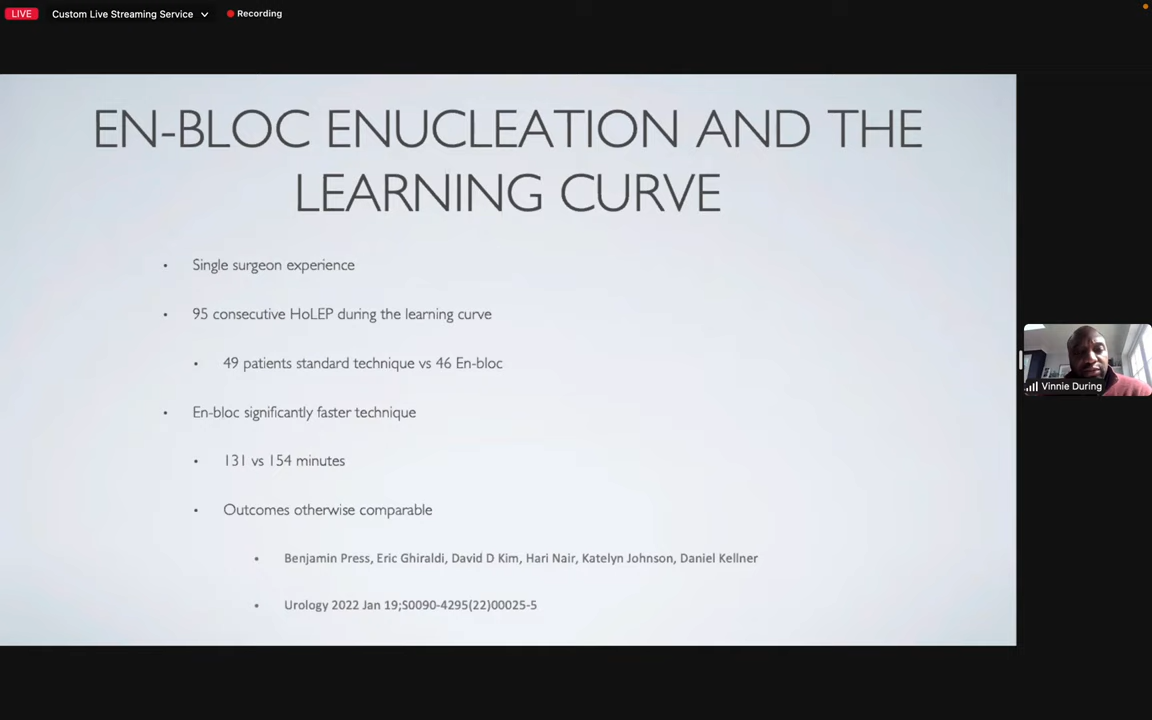 LIVE
Custom Live Streaming Service
Recording
EN-BLOC ENUCLEATION AND THE
LEARNING CURVE
• Single surgeon experience
• 95 consecutive HoLEP during the learning curve
• 49 patients standard technique vs 46 En-bloc
• En-bloc significantly faster technique
• 131 vs 154 minutes
• Outcomes otherwise comparable
• Benjamin Press, Eric Ghiraldi, David D Kim, Hari Nair, Katelyn Johnson, Daniel Kellner
• Urology 2022 Jan 19;S0090-4295(22)00025-5
Vinnie During